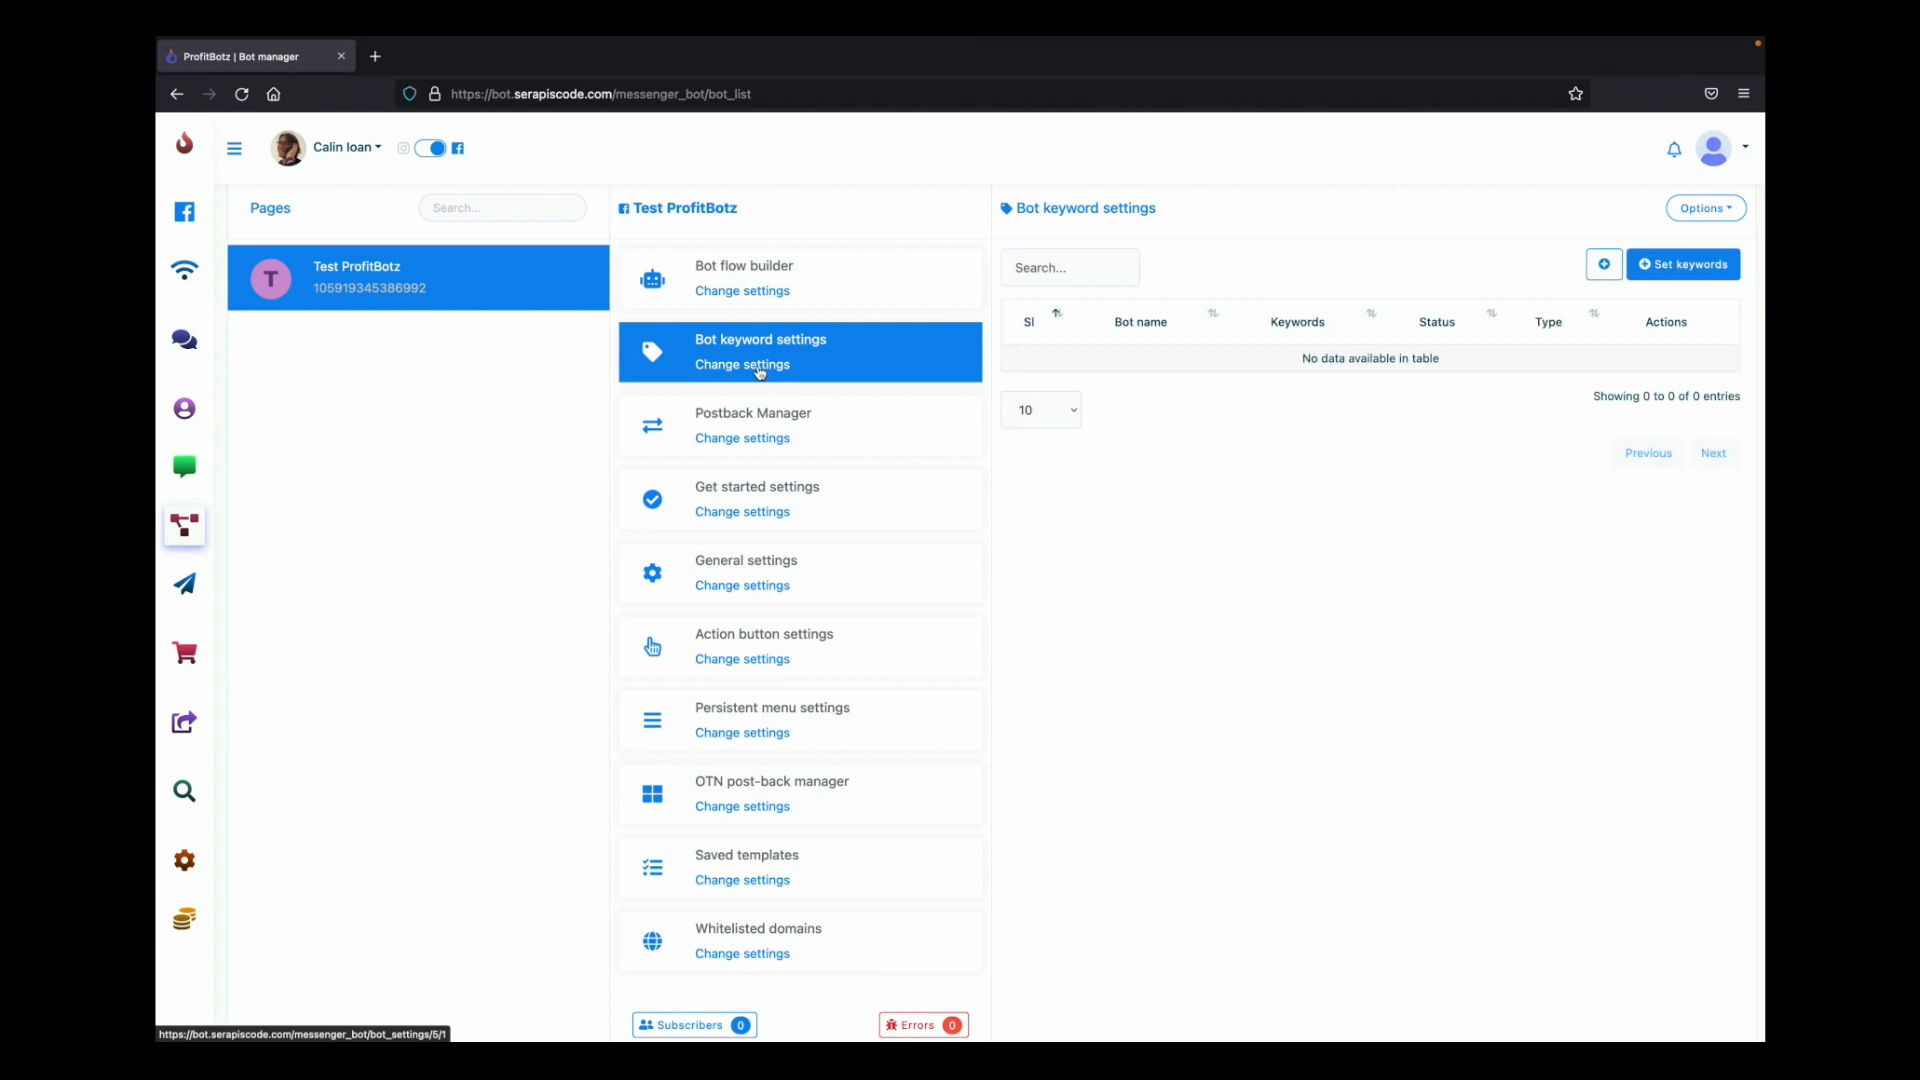 ProfitBotz | Bot manager
https://bot.serapiscode.com/messenger_bot/bot_list
Calin Ioan
Pages
Search...
Test ProfitBotz
Bot keyword settings
Options
T
Test ProfitBotz
105919345386992
Bot flow builder
Change settings
Bot keyword settings
Change settings
Postback Manager
Change settings
Get started settings
Change settings
General settings
Change settings
Action button settings
Change settings
Persistent menu settings
Change settings
OTN post-back manager
Change settings
Saved templates
Change settings
Whitelisted domains
Change settings
Subscribers 0
Errors 0
Search...
Set keywords
Sl Bot name Keywords Status Type Actions
No data available in table
Showing 0 to 0 of 0 entries
10
Previous Next
https://bot.serapiscode.com/messenger_bot/bot_settings/5/1